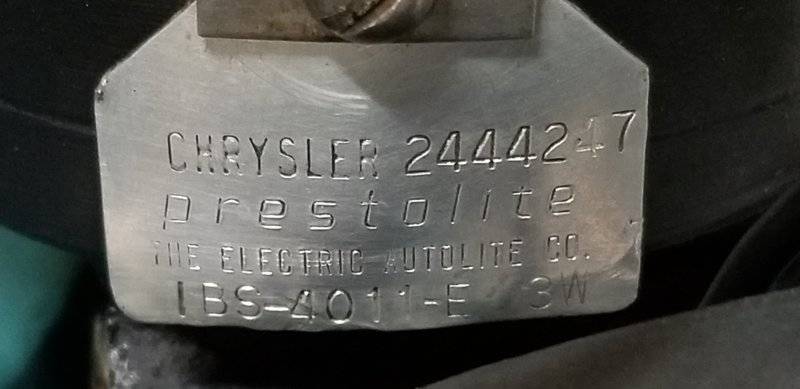 CHRYSLER 2444247
prestolite
THE ELECTRIC AUTOLITE CO.
IBS-4011-E 3W